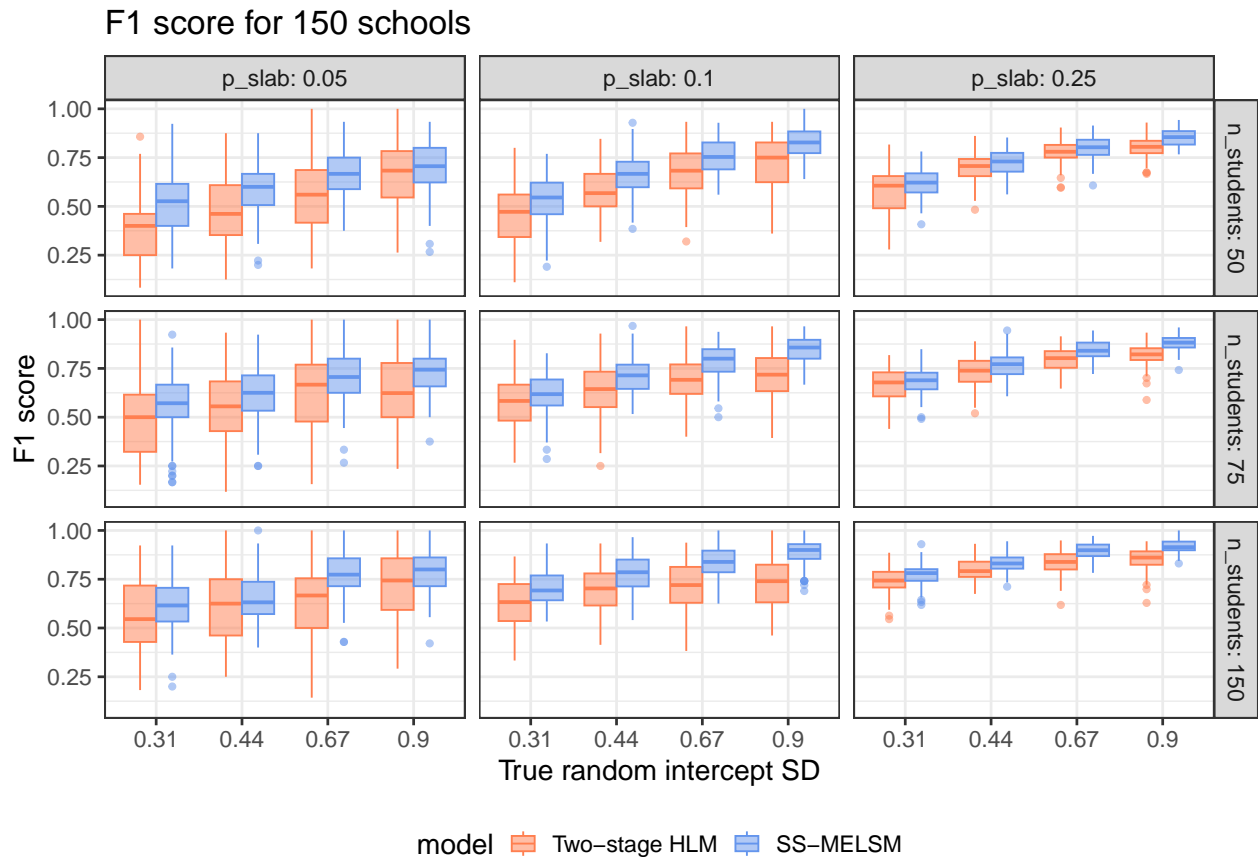 F1 score for 150 schools
p_slab: 0.05
p_slab: 0.1
p_slab: 0.25
F1 score
1.00
0.75
0.50
0.25
n_students: 50
1.00
0.75
0.50
0.25
n_students: 75
1.00
0.75
0.50
0.25
n_students: 150
0.31 0.44 0.67 0.9
0.31 0.44 0.67 0.9
0.31 0.44 0.67 0.9
True random intercept SD
model Two-stage HLM SS-MELSM